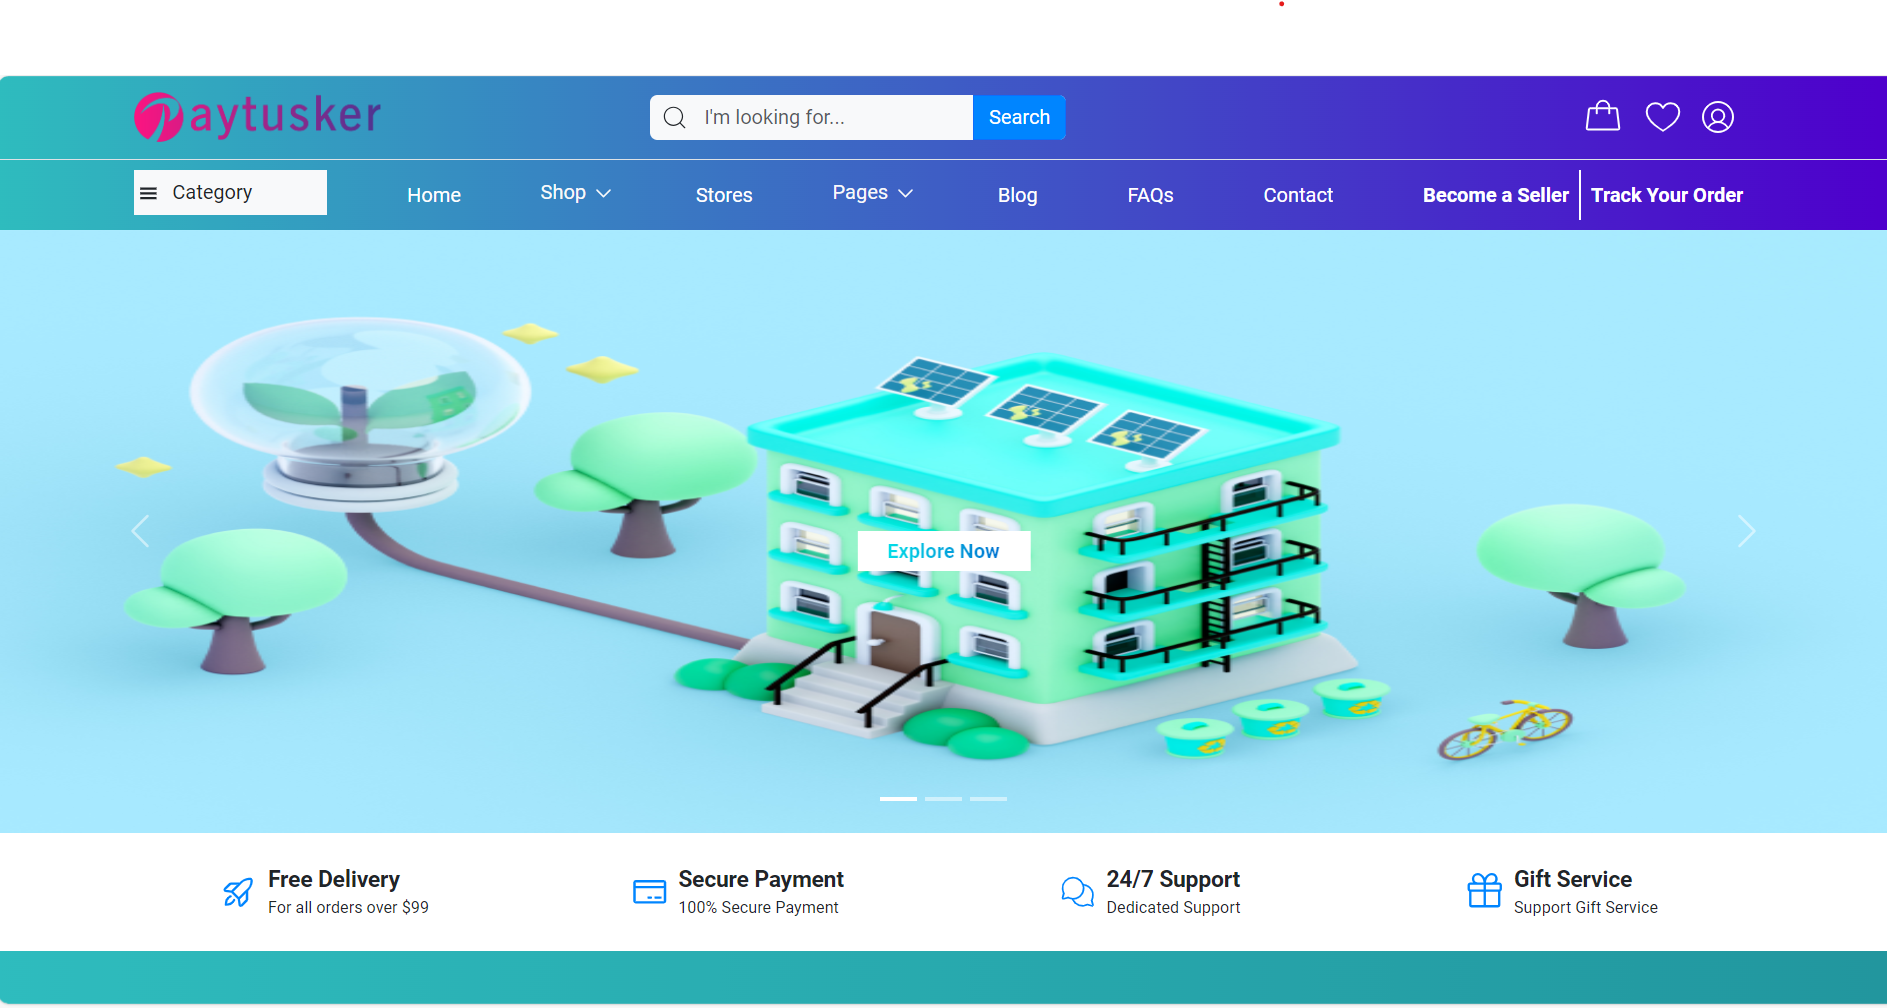 Paytusker
I'm looking for... Search
Category Home Shop Stores Pages Blog FAQs Contact Become a Seller Track Your Order
Explore Now
Free Delivery
For all orders over $99
Secure Payment
100% Secure Payment
24/7 Support
Dedicated Support
Gift Service
Support Gift Service